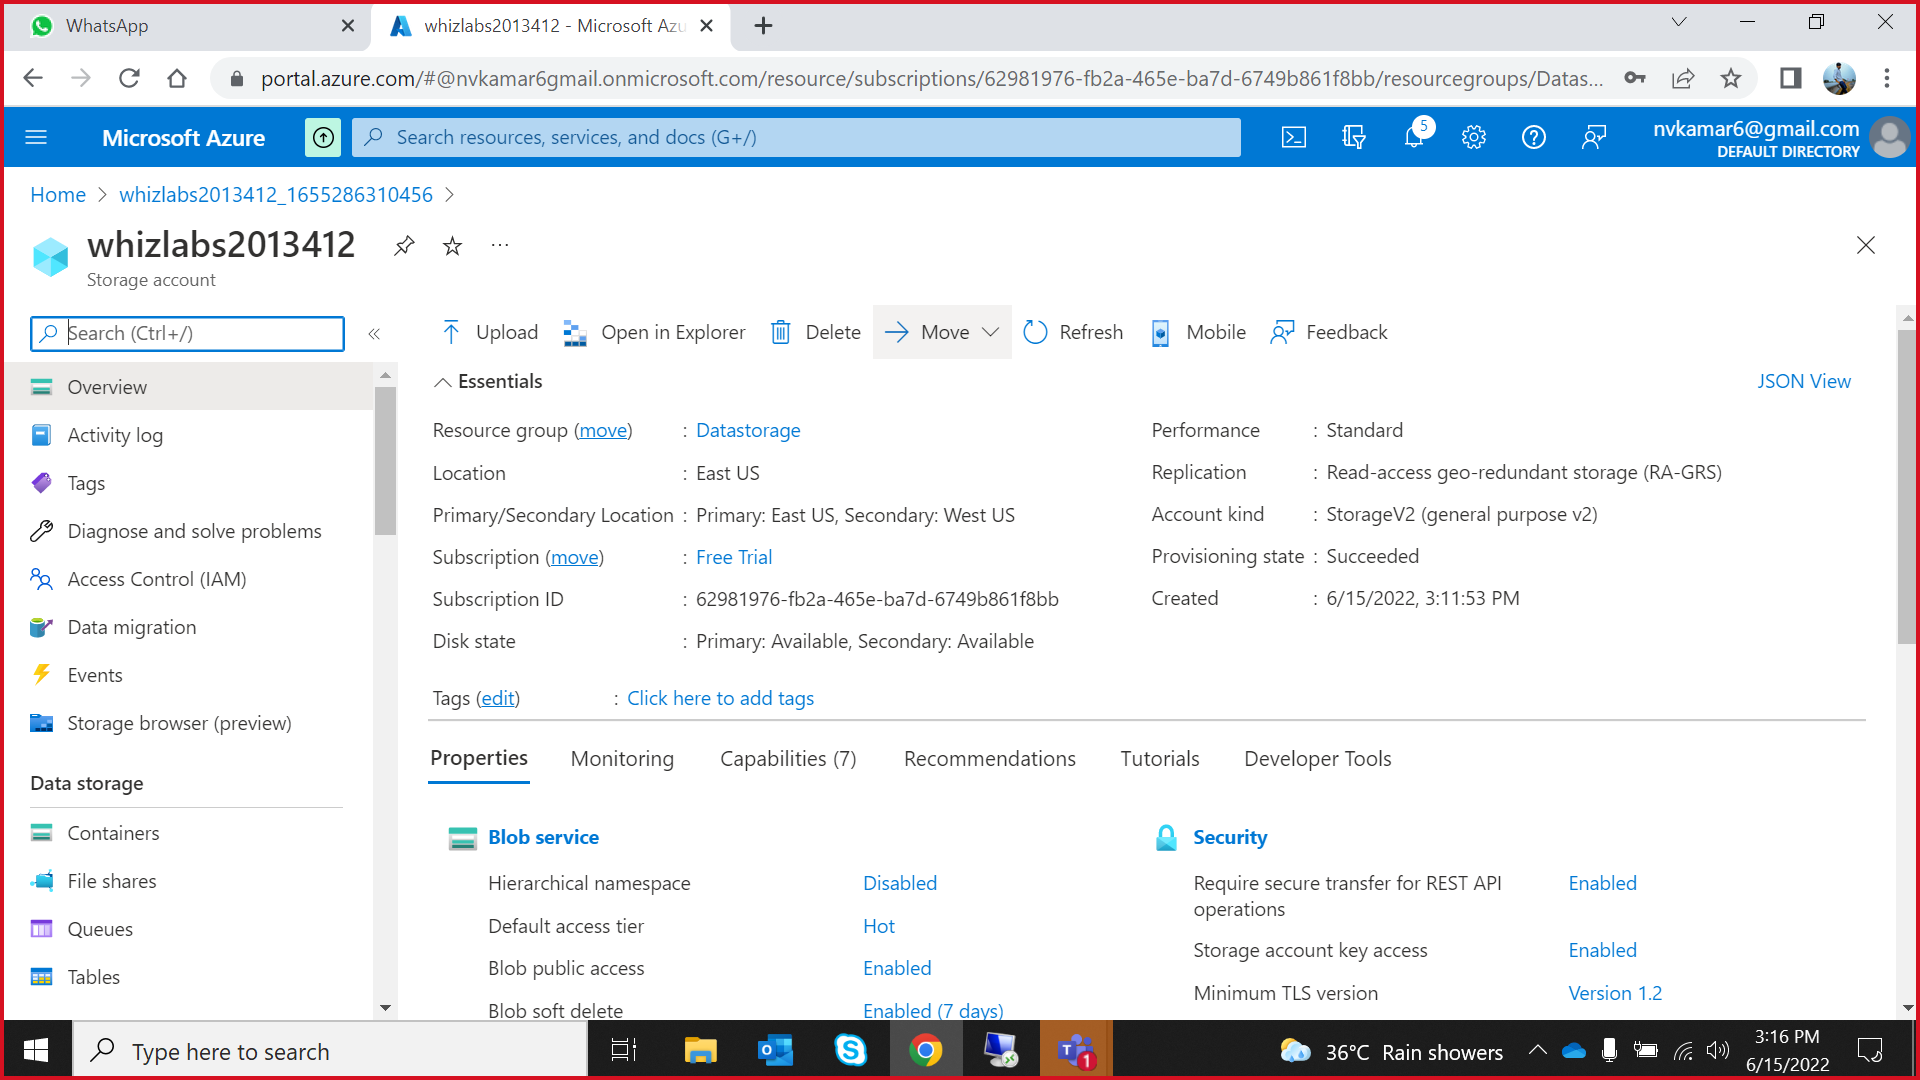 WhatsApp
whizlabs2013412 - Microsoft Azu
portal.azure.com/#@nvkamar6gmail.onmicrosoft.com/resource/subscriptions/62981976-fb2a-465e-ba7d-6749b861f8bb/resourcegroups/Datas...
Microsoft Azure
Search resources, services, and docs (G+/)
5
nvkamar6@gmail.com
DEFAULT DIRECTORY
Home > whizlabs2013412_1655286310456 >
whizlabs2013412
Storage account
Search (Ctrl+/)
Overview
Activity log
Tags
Diagnose and solve problems
Access Control (IAM)
Data migration
Events
Storage browser (preview)
Data storage
Containers
File shares
Queues
Tables
Upload
Open in Explorer
Delete
Move
Refresh
Mobile
Feedback
Essentials
JSON View
Resource group (move) : Datastorage
Location : East US
Primary/Secondary Location : Primary: East US, Secondary: West US
Subscription (move) : Free Trial
Subscription ID : 62981976-fb2a-465e-ba7d-6749b861f8bb
Disk state : Primary: Available, Secondary: Available
Performance : Standard
Replication : Read-access geo-redundant storage (RA-GRS)
Account kind : StorageV2 (general purpose v2)
Provisioning state : Succeeded
Created : 6/15/2022, 3:11:53 PM
Tags (edit) : Click here to add tags
Properties
Monitoring
Capabilities (7)
Recommendations
Tutorials
Developer Tools
Blob service
Hierarchical namespace Disabled
Default access tier Hot
Blob public access Enabled
Blob soft delete Enabled (7 days)
Security
Require secure transfer for REST API Enabled
operations
Storage account key access Enabled
Minimum TLS version Version 1.2
Type here to search
1
36°C Rain showers
3:16 PM
6/15/2022